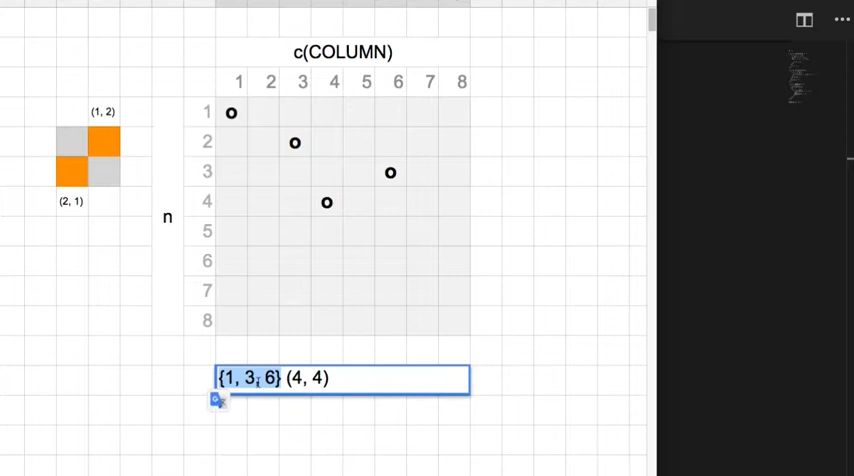 c(COLUMN)
1 2 3 4 5 6 7 8
(1, 2)
1 o
2 o
3 o
(2, 1)
4 o
n
5
6
7
8
{1, 3, 6} (4, 4)